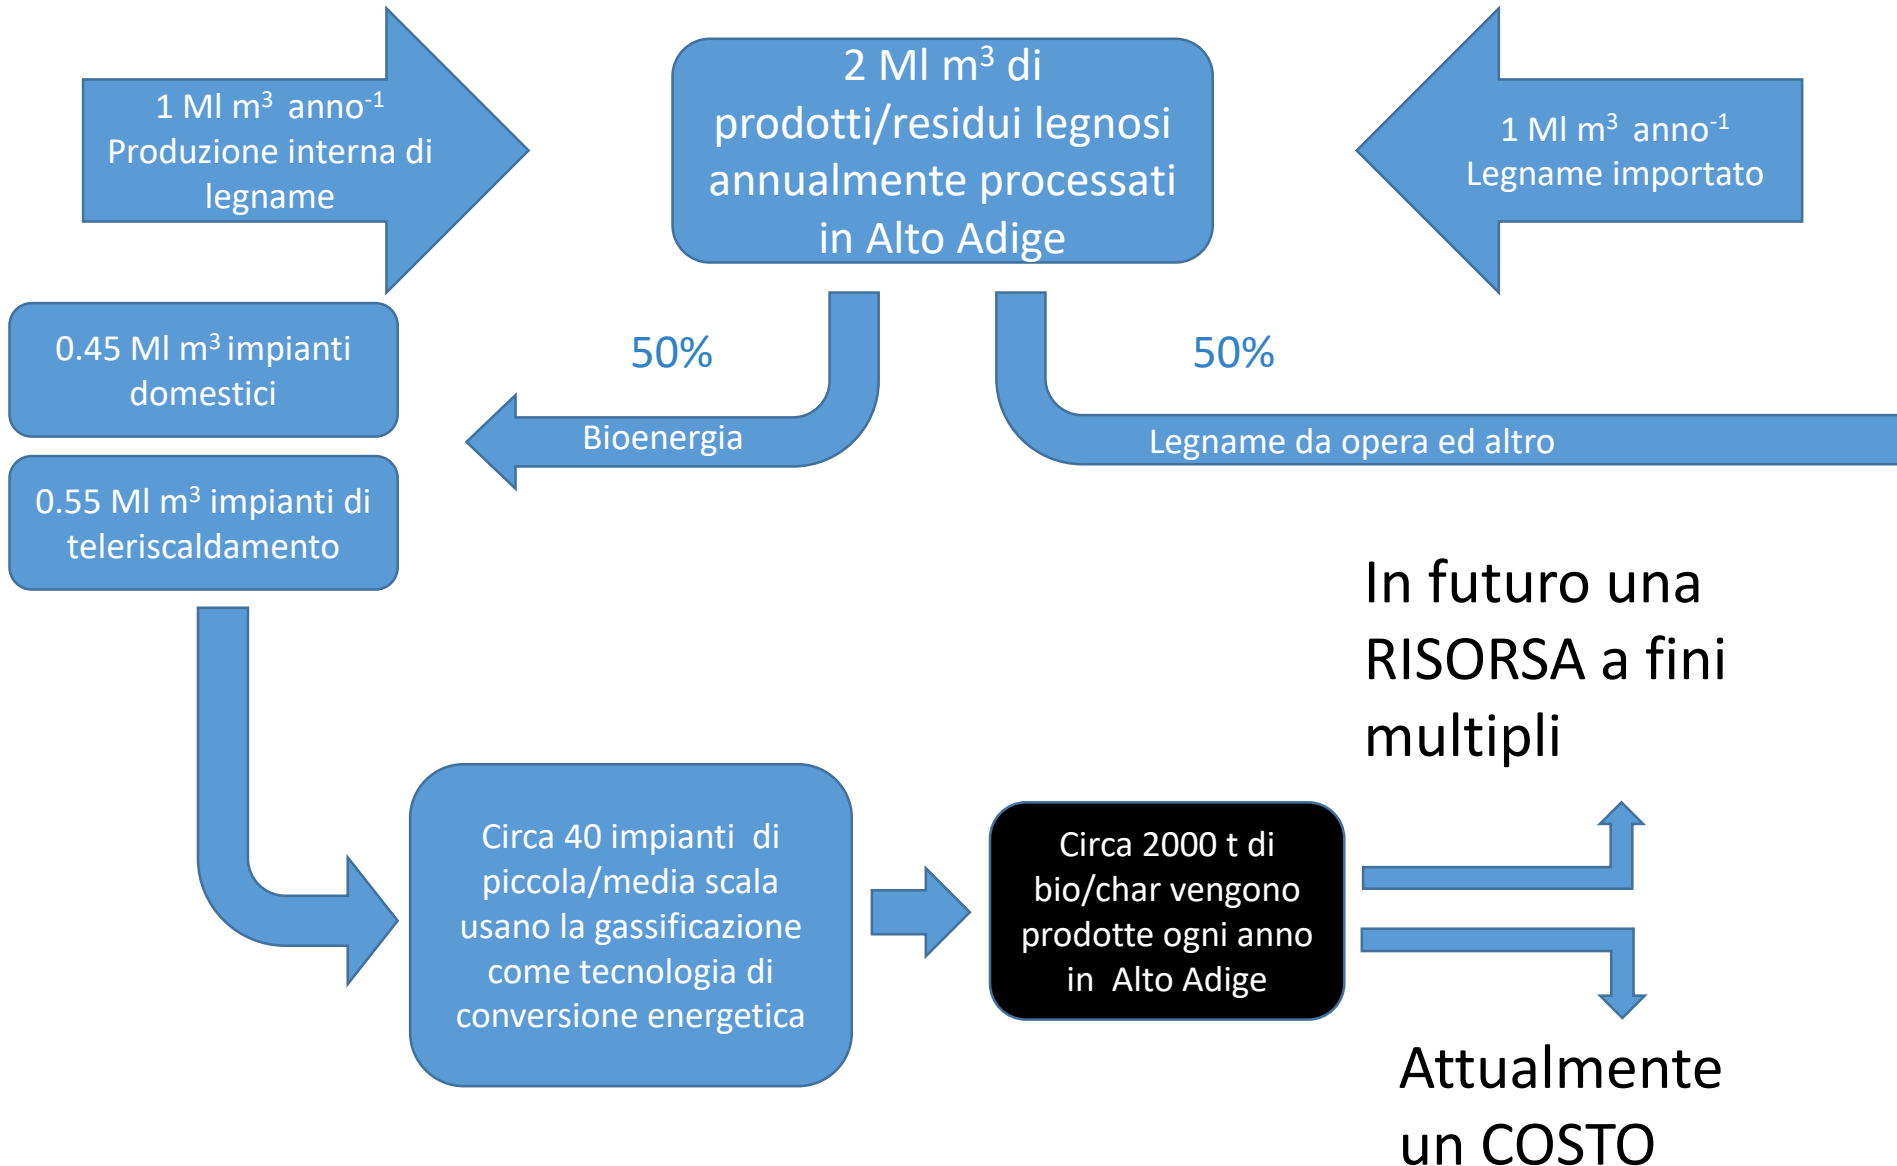 1 Ml m³ anno⁻¹
Produzione interna di
legname
2 Ml m³ di
prodotti/residui legnosi
annualmente processati
in Alto Adige
1 Ml m³ anno⁻¹
Legname importato
0.45 Ml m³ impianti
domestici
50%
50%
Bioenergia
Legname da opera ed altro
0.55 Ml m³ impianti di
teleriscaldamento
In futuro una
RISORSA a fini
multipli
Circa 40 impianti di
piccola/media scala
usano la gassificazione
come tecnologia di
conversione energetica
Circa 2000 t di
bio/char vengono
prodotte ogni anno
in Alto Adige
Attualmente
un COSTO